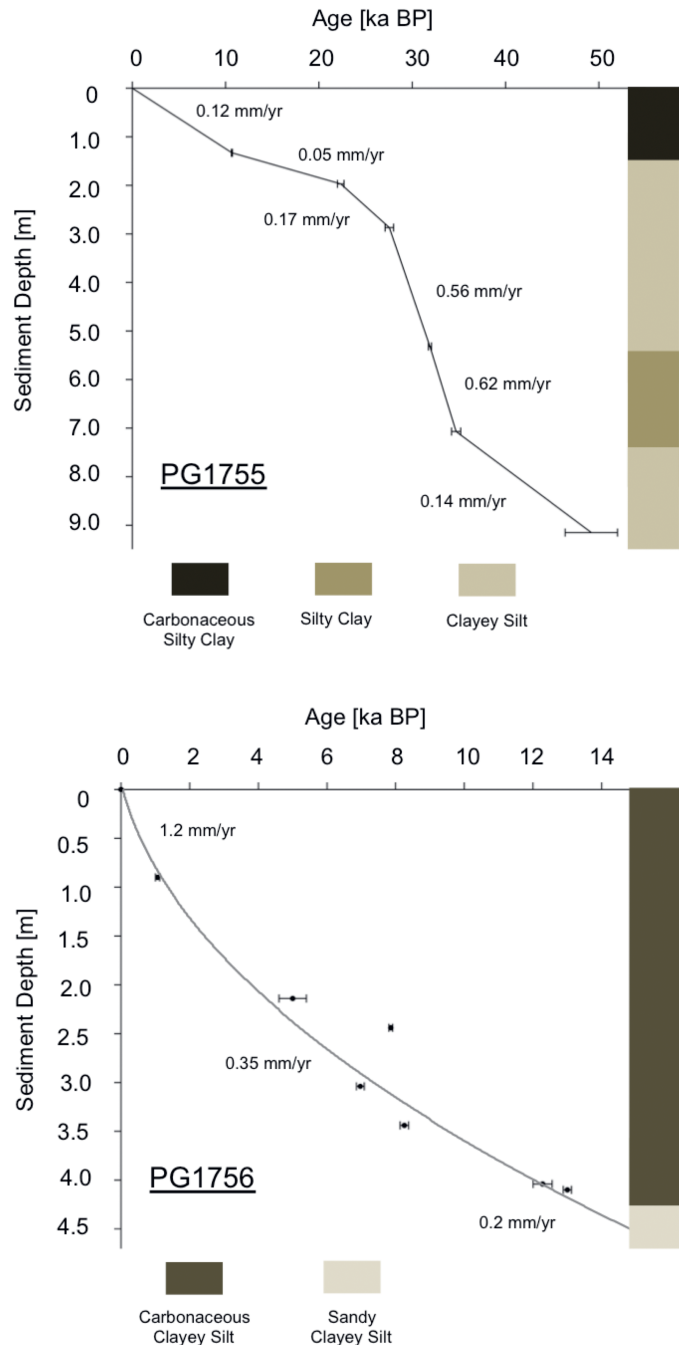 Age [ka BP]
0 10 20 30 40 50
Sediment Depth [m]
0
1.0
2.0
3.0
4.0
5.0
6.0
7.0
8.0
9.0
0.12 mm/yr
0.05 mm/yr
0.17 mm/yr
0.56 mm/yr
0.62 mm/yr
0.14 mm/yr
PG1755
Carbonaceous
Silty Clay
Silty Clay
Clayey Silt
Age [ka BP]
0 2 4 6 8 10 12 14
Sediment Depth [m]
0
0.5
1.0
1.5
2.0
2.5
3.0
3.5
4.0
4.5
1.2 mm/yr
0.35 mm/yr
0.2 mm/yr
PG1756
Carbonaceous
Clayey Silt
Sandy
Clayey Silt